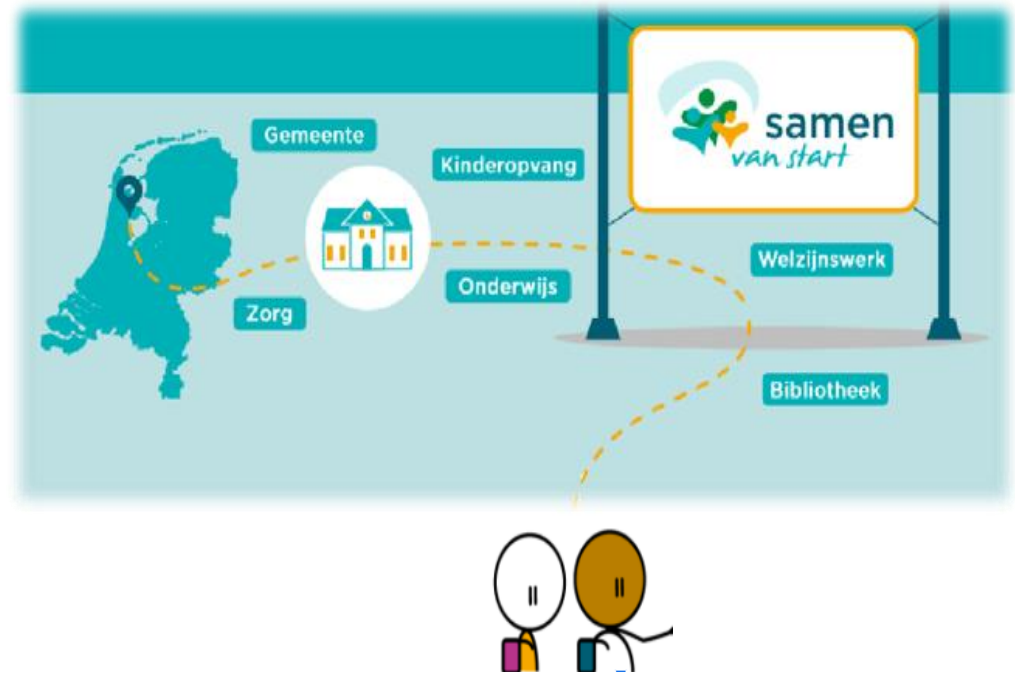 samen
van start
Gemeente
Kinderopvang
Welzijnswerk
Onderwijs
Zorg
Bibliotheek